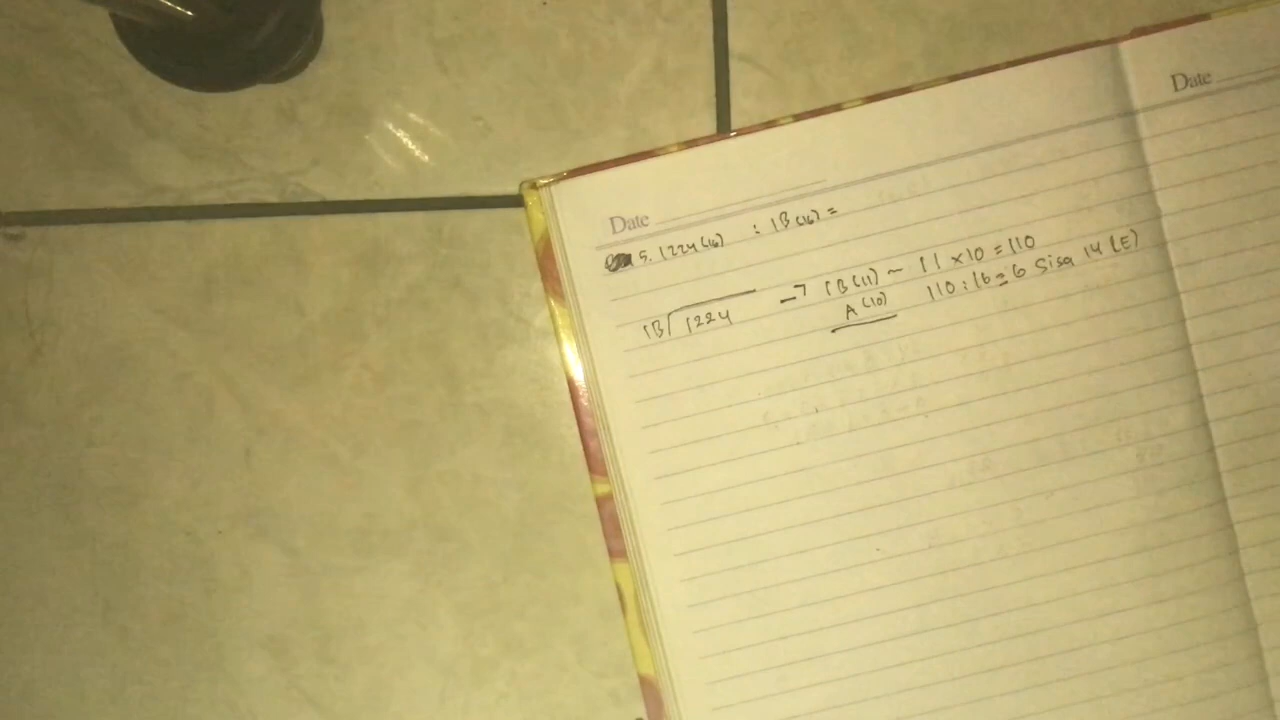 Date
Date
5. 1224(16) : 1B(16) =
1B 1224 → 1B(11) ~ 11 × 10 = 110
A(10) 110 : 16 = 6 Sisa 14 (E)